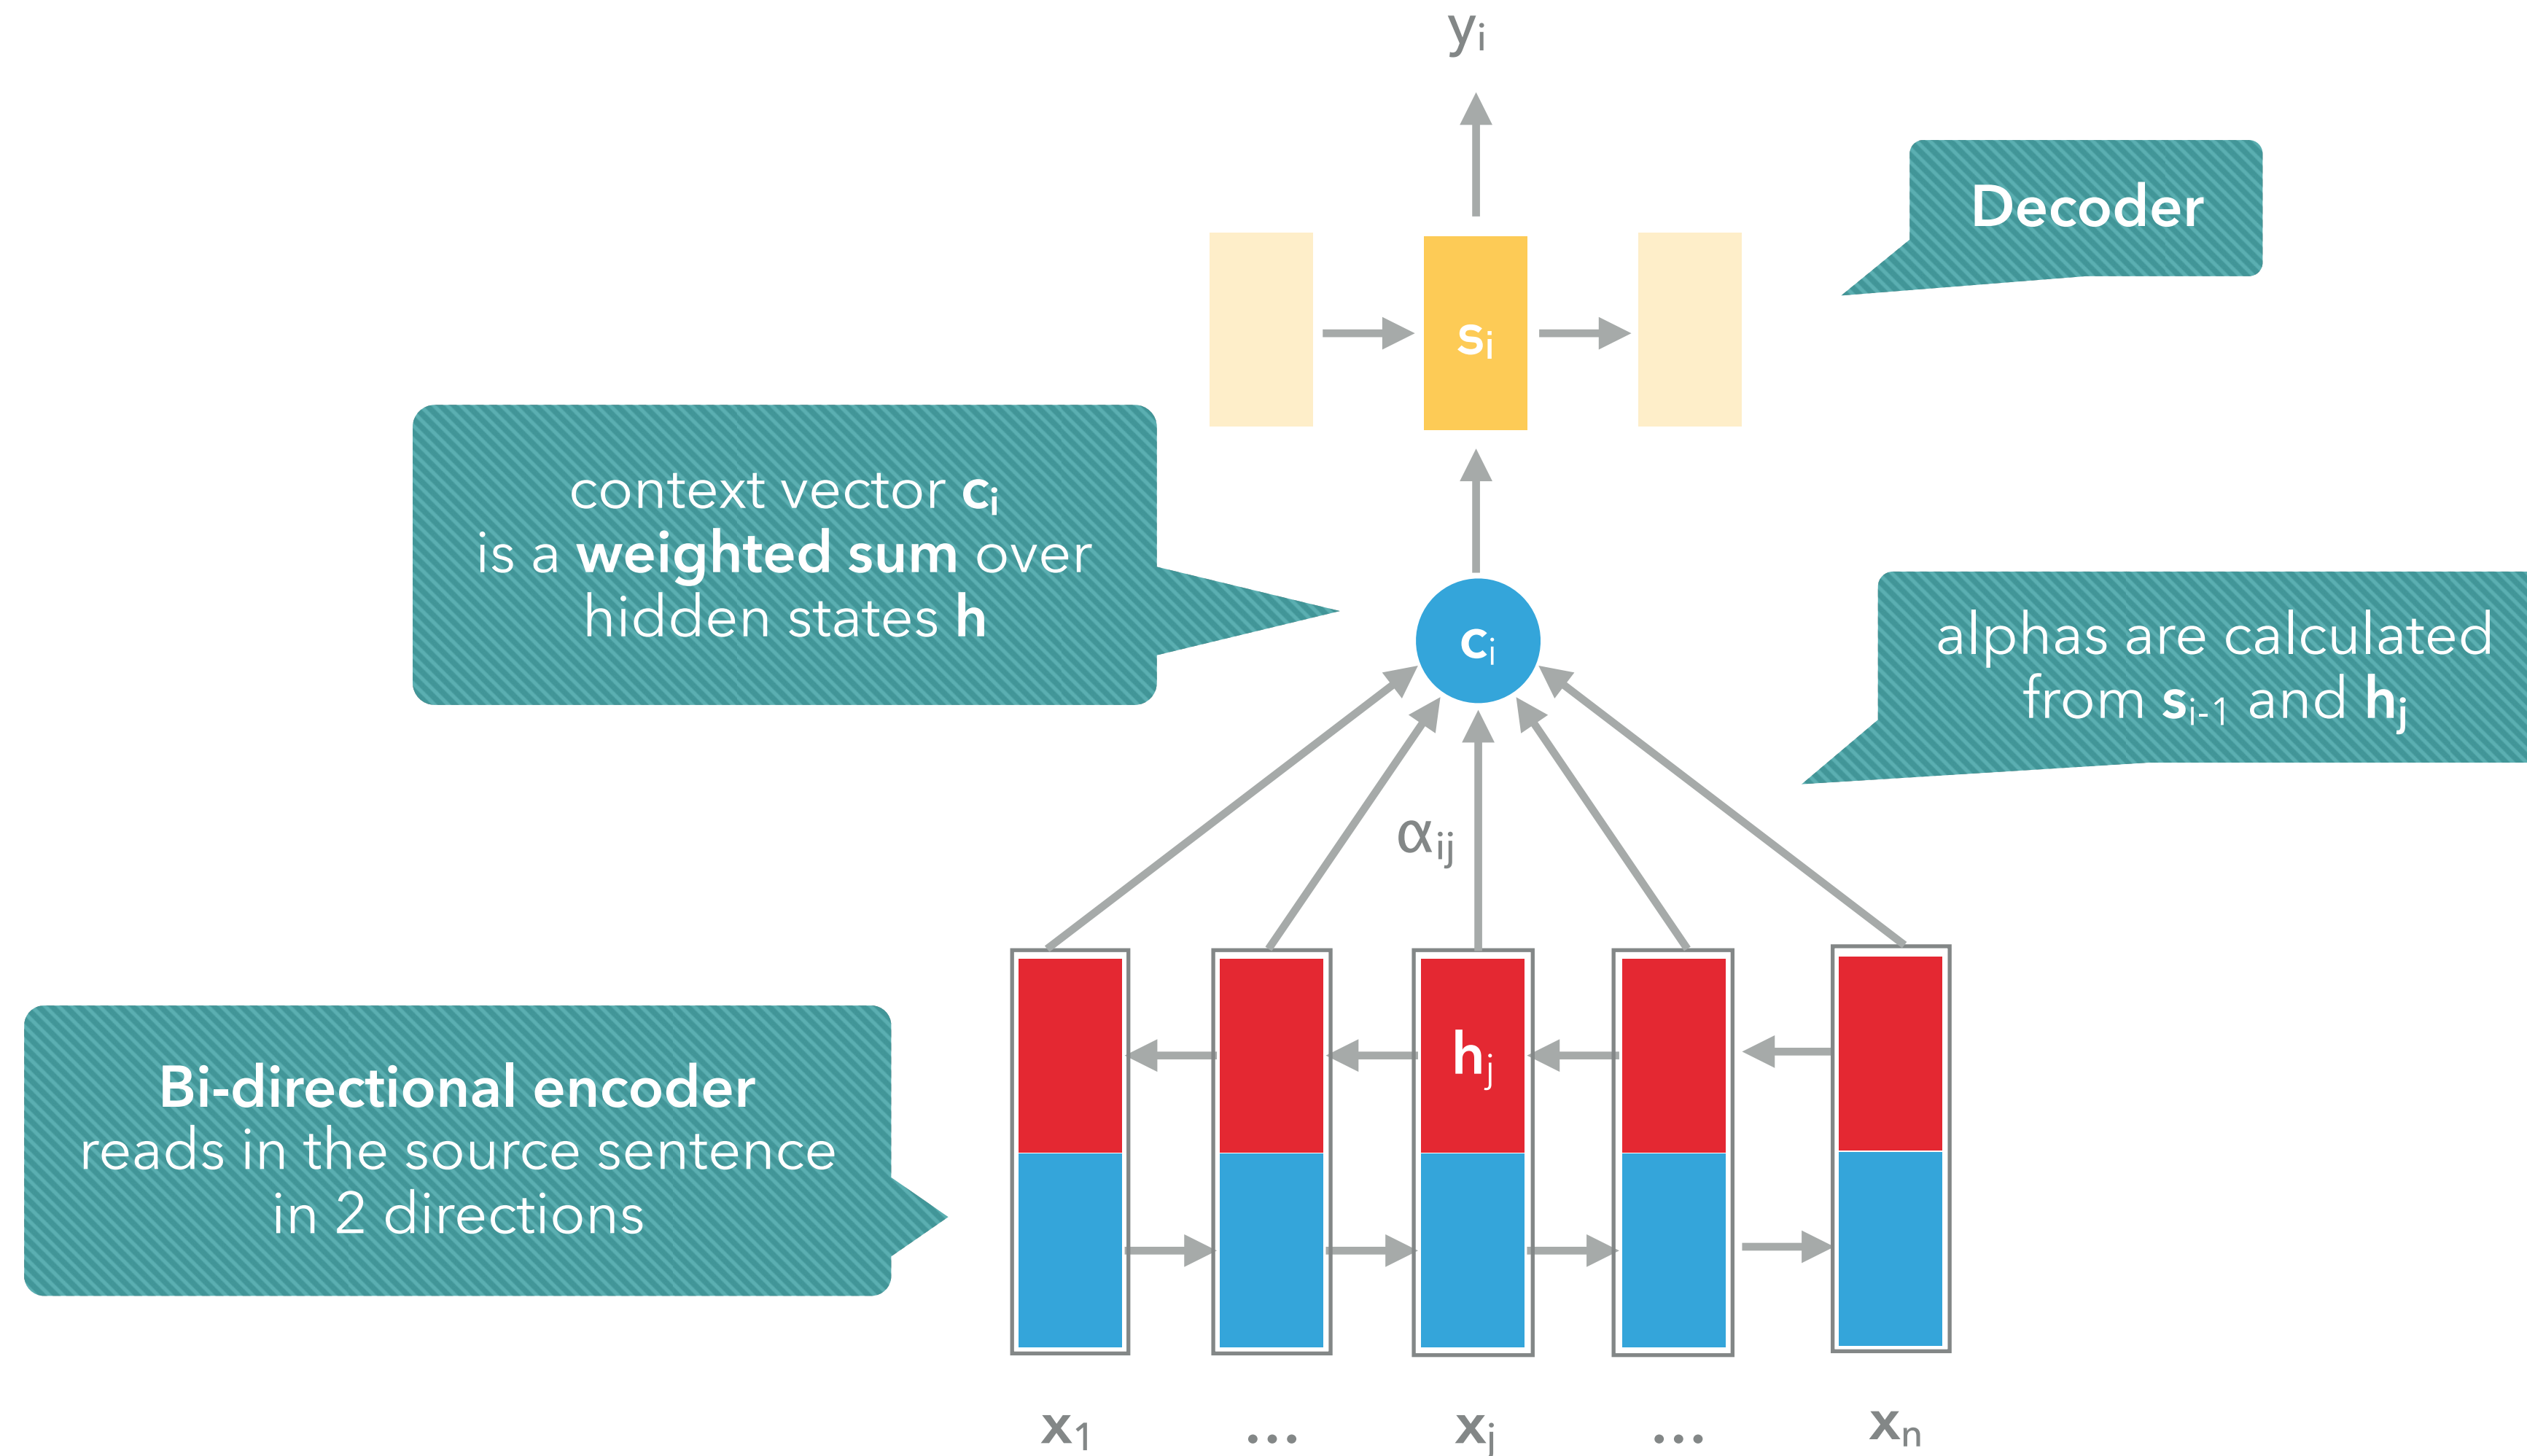 yi
Decoder
si
context vector ci
is a weighted sum over
hidden states h
ci
alphas are calculated
from si-1 and hj
αij
hj
Bi-directional encoder
reads in the source sentence
in 2 directions
x1 ... xj ... xn